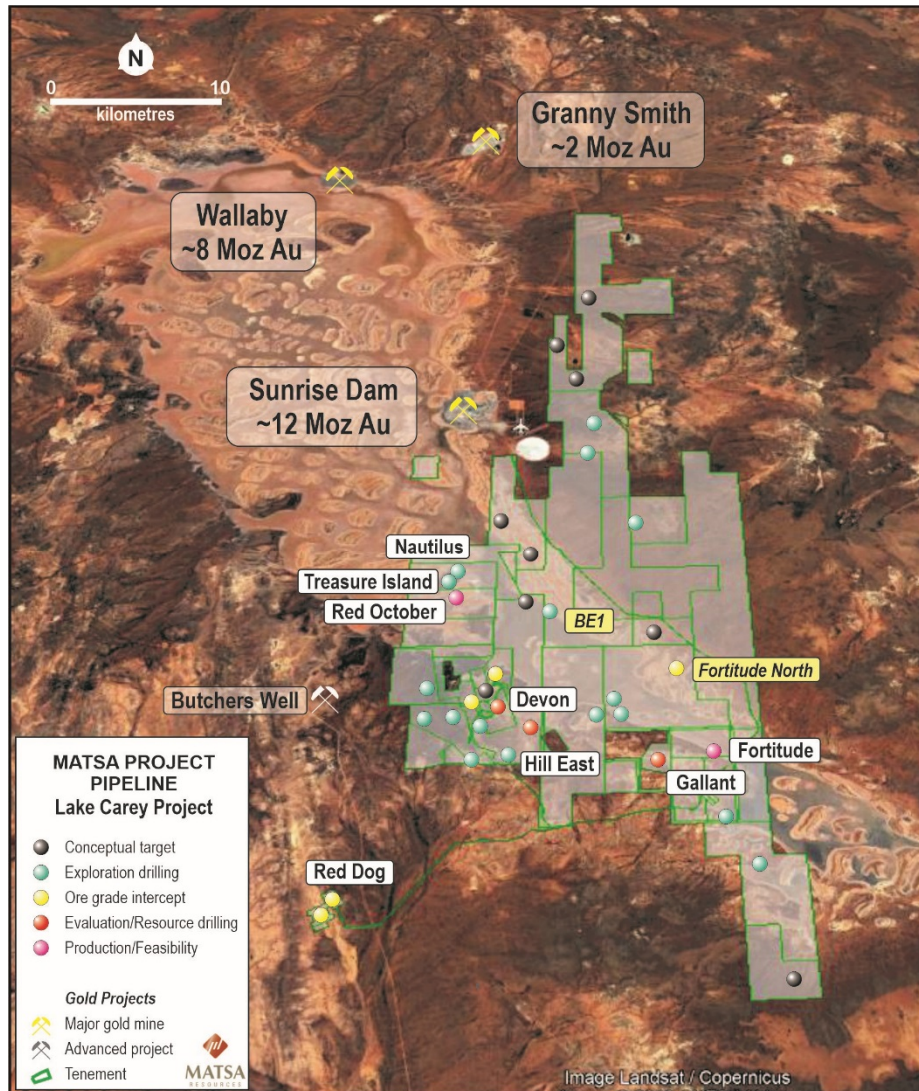 N
0 10
kilometres
Granny Smith
~2 Moz Au
Wallaby
~8 Moz Au
Sunrise Dam
~12 Moz Au
Nautilus
Treasure Island
Red October
BE1
Fortitude North
Butchers Well
Devon
Hill East
Fortitude
Gallant
Red Dog
MATSA PROJECT
PIPELINE
Lake Carey Project
Conceptual target
Exploration drilling
Ore grade intercept
Evaluation/Resource drilling
Production/Feasibility
Gold Projects
Major gold mine
Advanced project
Tenement
MATSA
RESOURCES
Image Landsat / Copernicus